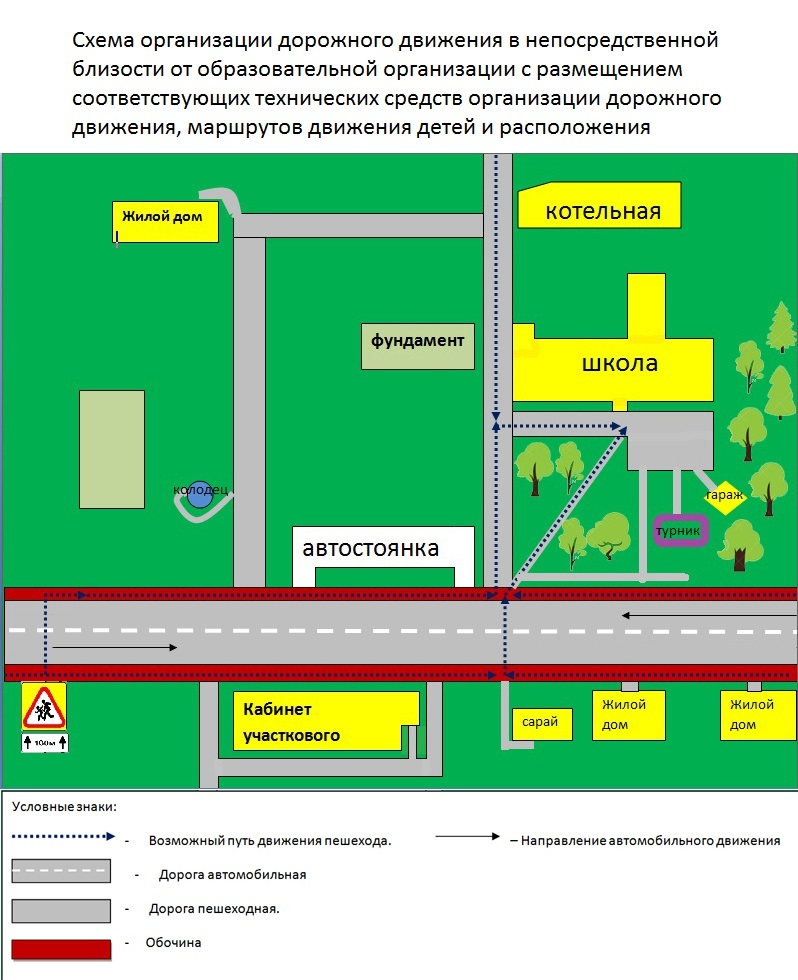 Схема организации дорожного движения в непосредственной
близости от образовательной организации с размещением
соответствующих технических средств организации дорожного
движения, маршрутов движения детей и расположения
Жилой дом
котельная
фундамент
школа
колодец
гараж
турник
автостоянка
100м
Кабинет
участкового
сарай
Жилой
дом
Жилой
дом
Условные знаки:
- Возможный путь движения пешехода.
– Направление автомобильного движения
- Дорога автомобильная
- Дорога пешеходная.
- Обочина